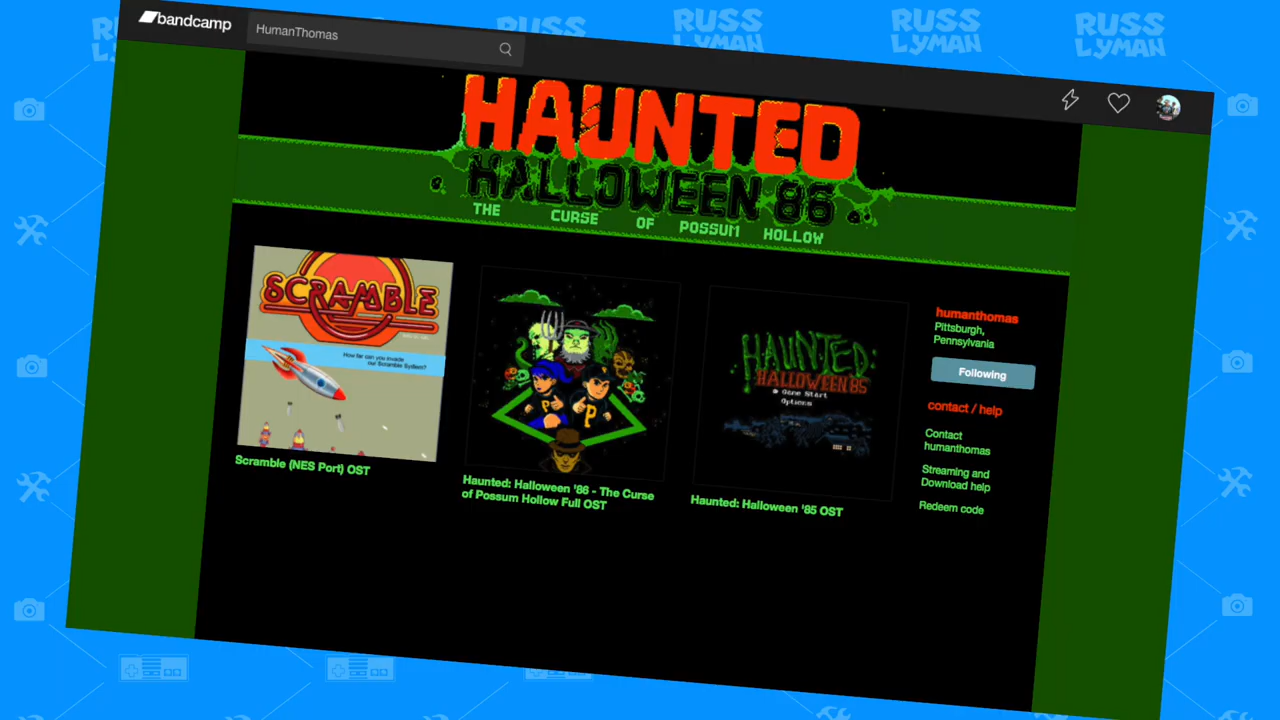 RUSS LYMAN
RUSS LYMAN
RUSS LYMAN
bandcamp
HumanThomas
HAUNTED
HALLOWEEN 86
THE CURSE OF POSSUM HOLLOW
SCRAMBLE
How far can you invade
our Scramble System?
Scramble (NES Port) OST
P
P
Haunted: Halloween '86 - The Curse
of Possum Hollow Full OST
HAUNTED:
HALLOWEEN 85
Game Start
Options
Haunted: Halloween '85 OST
humanthomas
Pittsburgh,
Pennsylvania
Following
contact / help
Contact
humanthomas
Streaming and
Download help
Redeem code